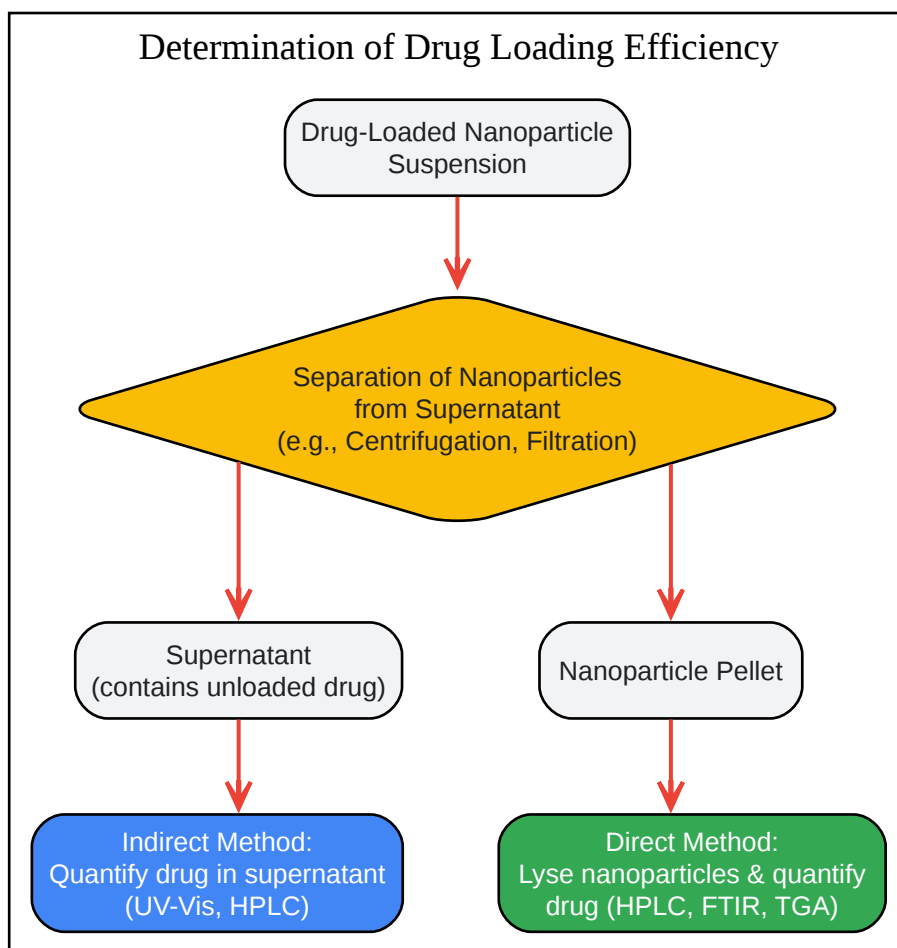 Determination of Drug Loading Efficiency
Drug-Loaded Nanoparticle
Suspension
Separation of Nanoparticles
from Supernatant
(e.g., Centrifugation, Filtration)
Supernatant
(contains unloaded drug)
Nanoparticle Pellet
Indirect Method:
Quantify drug in supernatant
(UV-Vis, HPLC)
Direct Method:
Lyse nanoparticles & quantify
drug (HPLC, FTIR, TGA)